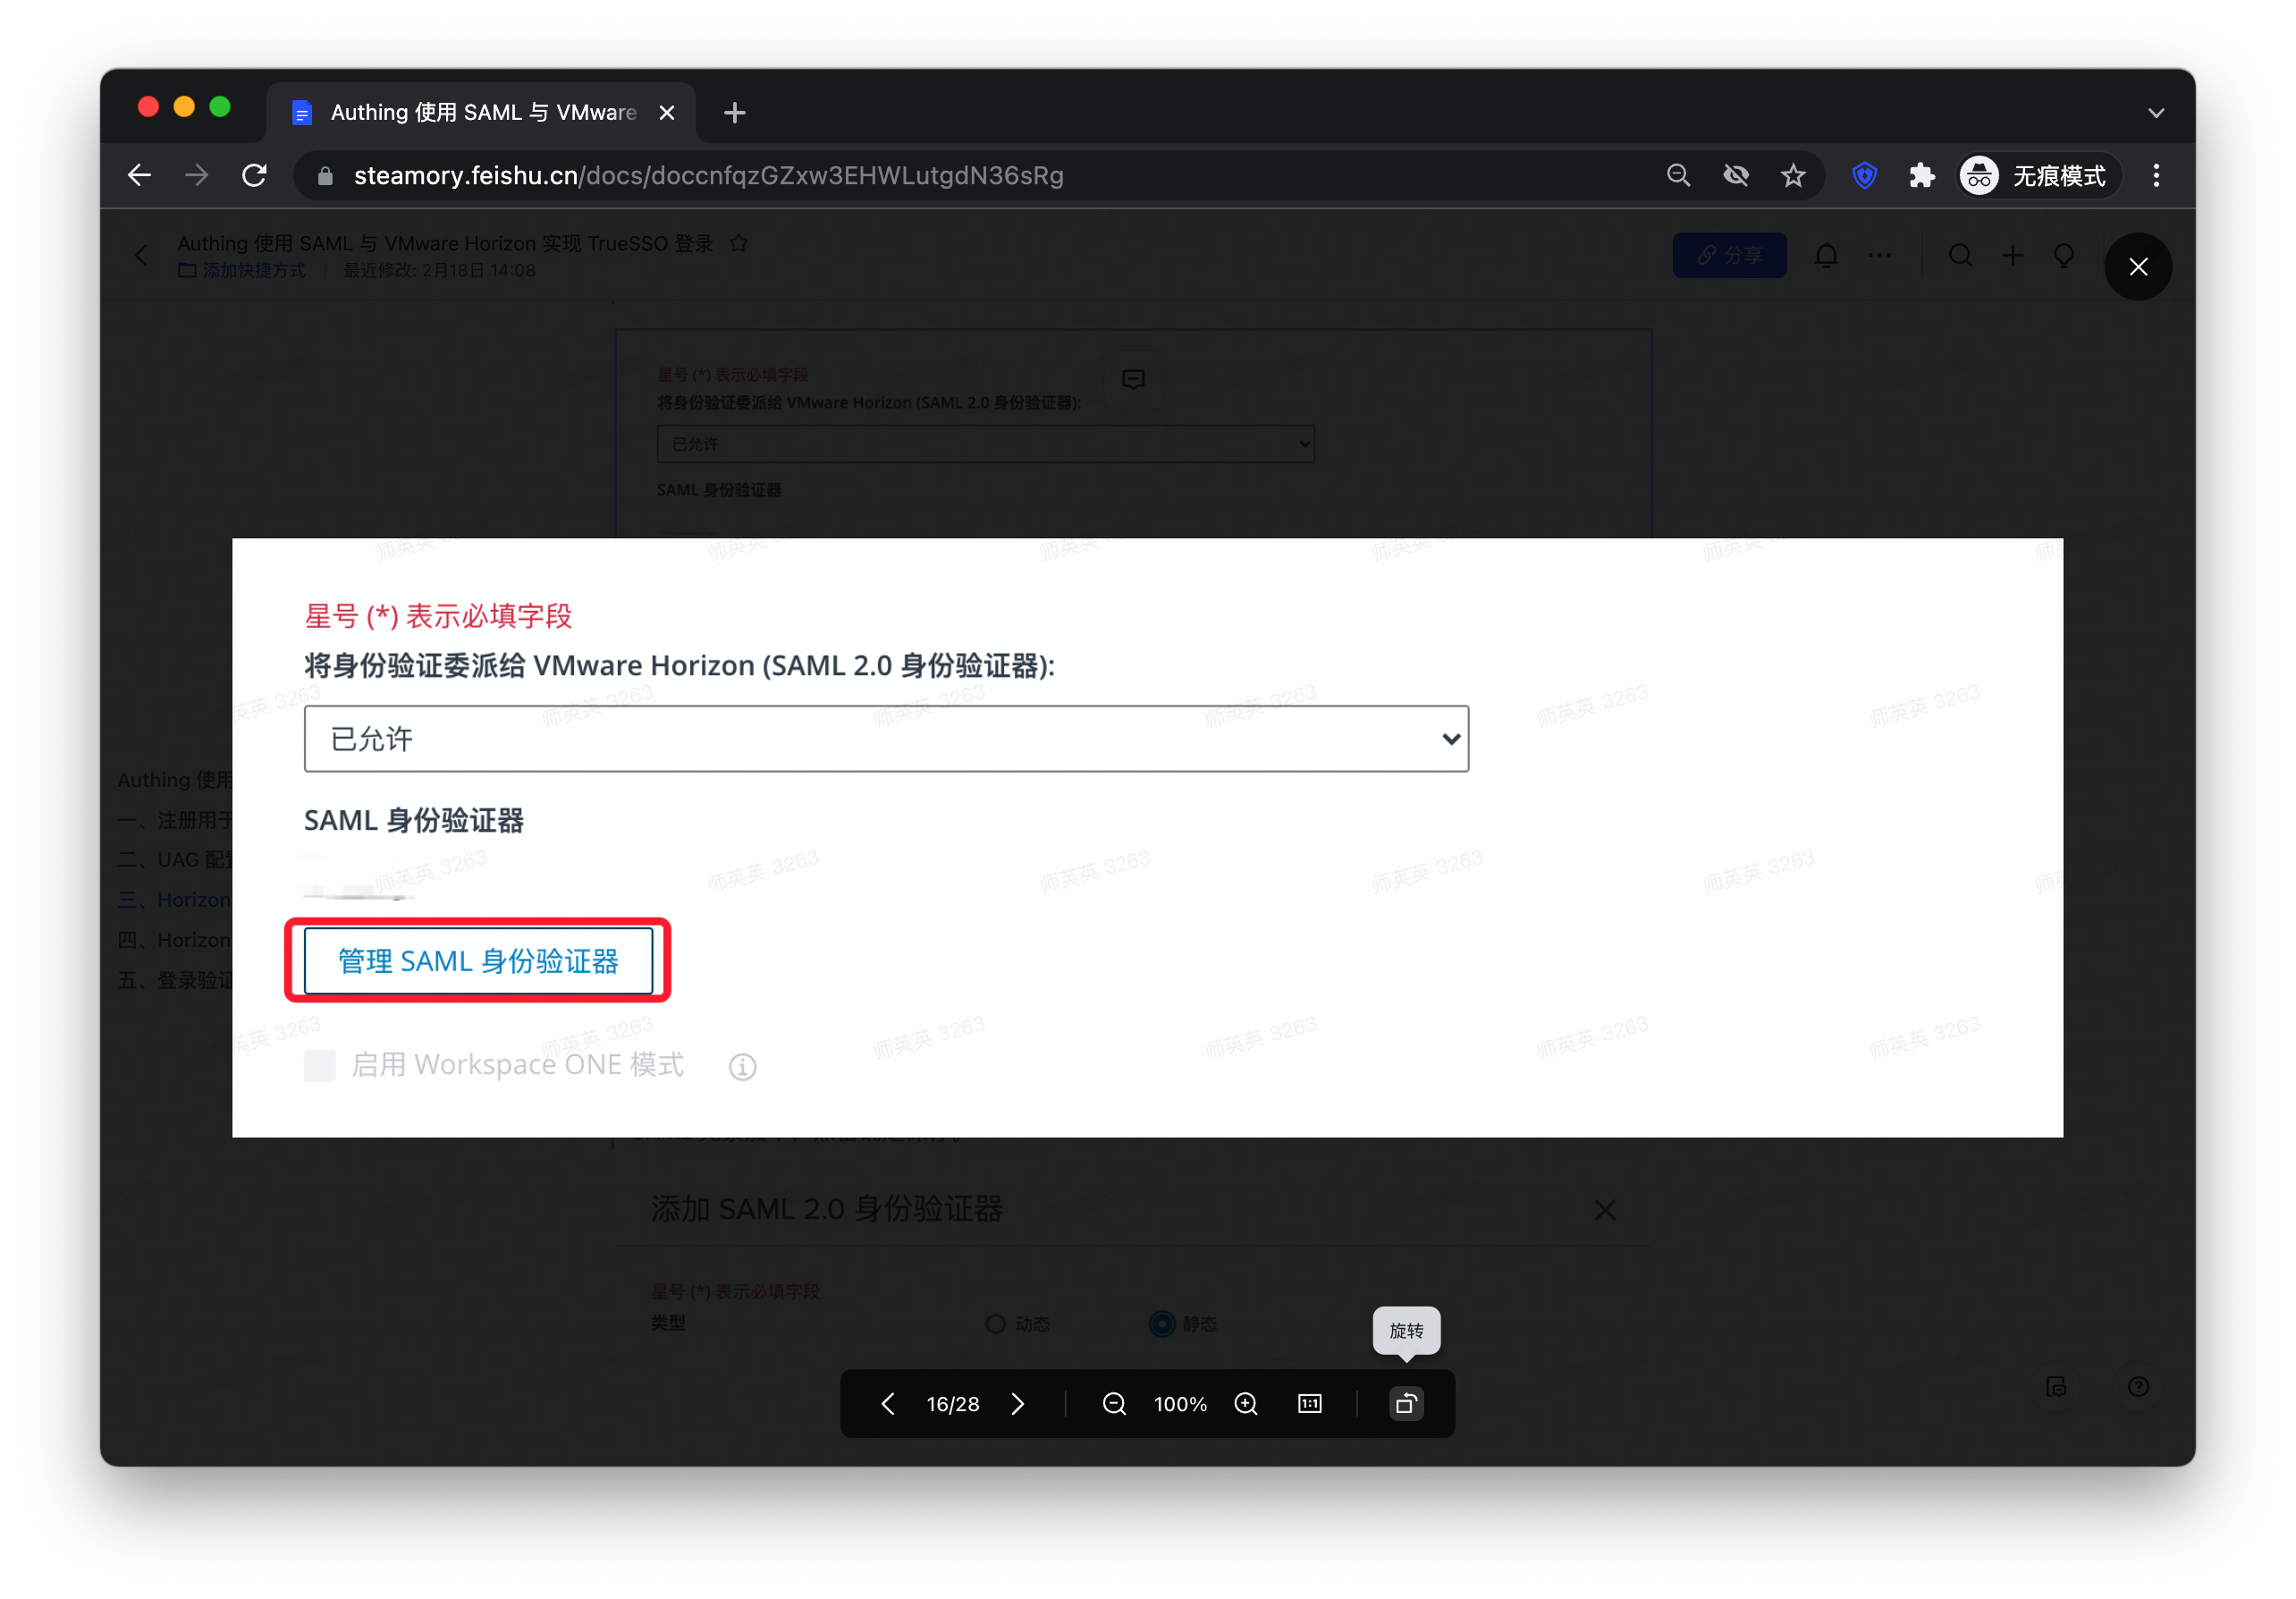 Authing 使用 SAML 与 VMware
steamory.feishu.cn/docs/doccnfqzGZxw3EHWLutgdN36sRg
无痕模式
Authing 使用 SAML 与 VMware Horizon 实现 TrueSSO 登录
添加快捷方式
最近修改: 2月18日 14:08
分享
星号 (*) 表示必填字段
将身份验证委派给 VMware Horizon (SAML 2.0 身份验证器):
已允许
SAML 身份验证器
星号 (*) 表示必填字段
将身份验证委派给 VMware Horizon (SAML 2.0 身份验证器):
已允许
SAML 身份验证器
管理 SAML 身份验证器
启用 Workspace ONE 模式
师英英 3263
Authing 使用
一、注册用于
二、UAG 配置
三、Horizon
四、Horizon
五、登录验证
添加 SAML 2.0 身份验证器
星号 (*) 表示必填字段
类型
动态
静态
旋转
16/28
100%
1:1